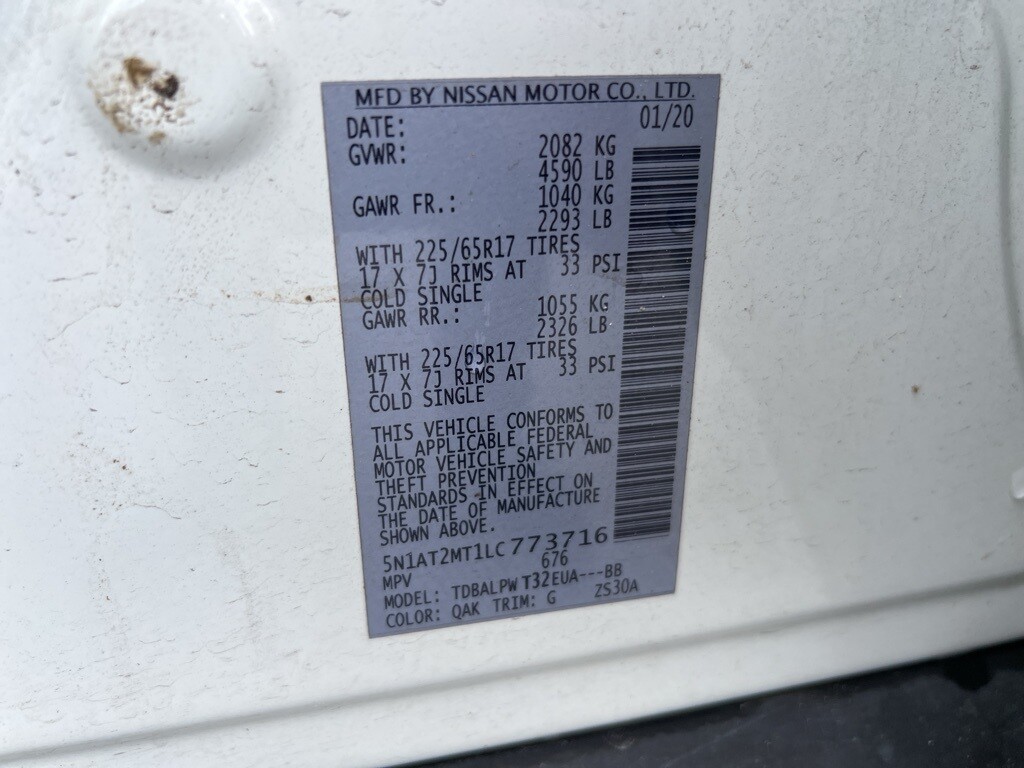 MFD BY NISSAN MOTOR CO., LTD.
DATE: 01/20
GVWR: 2082 KG
4590 LB
GAWR FR.: 1040 KG
2293 LB
WITH 225/65R17 TIRES
17 X 7J RIMS AT 33 PSI
COLD SINGLE
GAWR RR.: 1055 KG
2326 LB
WITH 225/65R17 TIRES
17 X 7J RIMS AT 33 PSI
COLD SINGLE
THIS VEHICLE CONFORMS TO
ALL APPLICABLE FEDERAL
MOTOR VEHICLE SAFETY AND
THEFT PREVENTION
STANDARDS IN EFFECT ON
THE DATE OF MANUFACTURE
SHOWN ABOVE.
5N1AT2MT1LC773716
MPV 676
MODEL: TDBALPWT32EUA---BB
COLOR: QAK TRIM: G ZS30A